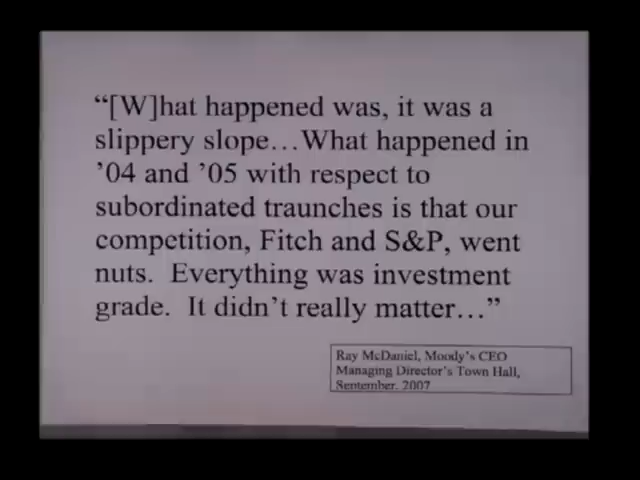 “[W]hat happened was, it was a
slippery slope…What happened in
’04 and ’05 with respect to
subordinated traunches is that our
competition, Fitch and S&P, went
nuts.  Everything was investment
grade.  It didn’t really matter…”
Ray McDaniel, Moody’s CEO
Managing Director’s Town Hall,
September, 2007